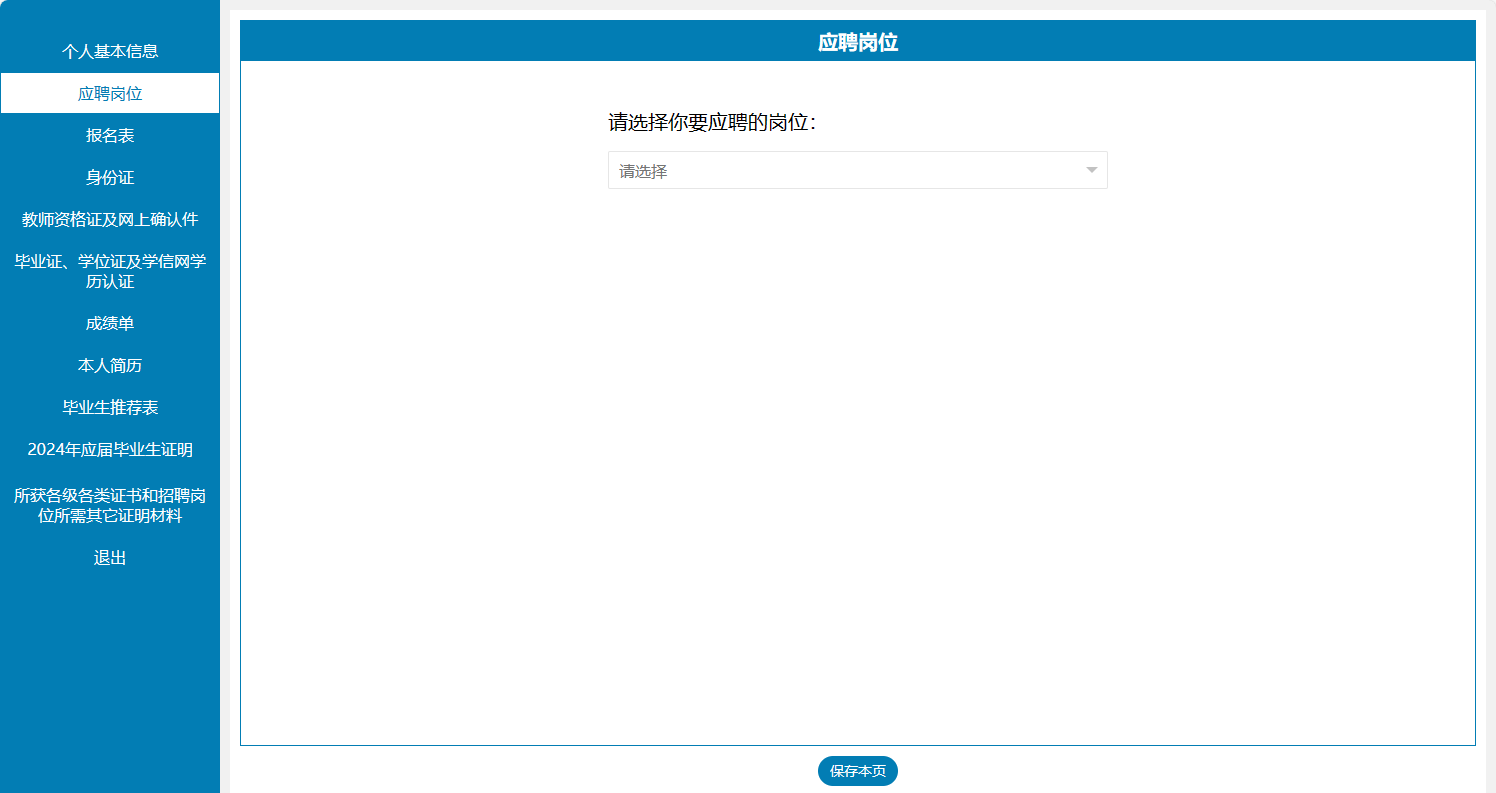 个人基本信息
应聘岗位
报名表
身份证
教师资格证及网上确认件
毕业证、学位证及学信网学
历认证
成绩单
本人简历
毕业生推荐表
2024年应届毕业生证明
所获各级各类证书和招聘岗
位所需其它证明材料
退出
应聘岗位
请选择你要应聘的岗位：
请选择
保存本页